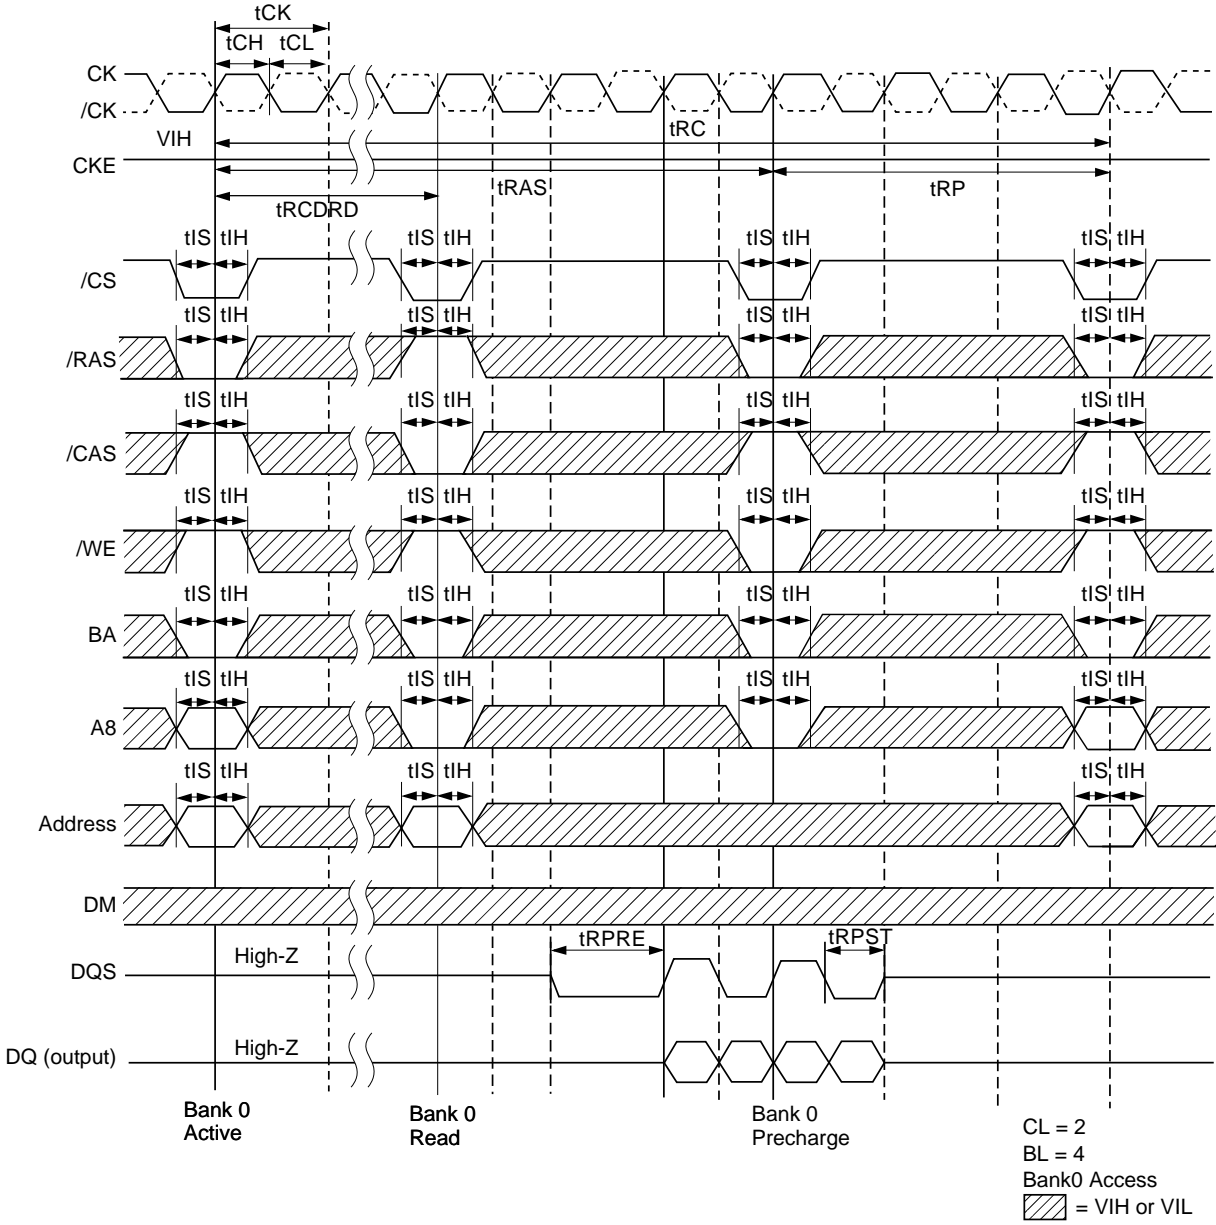 tCK
tCH tCL
CK
/CK
VIH
tRC
CKE
tRAS
tRP
tRCDRD
tIS tIH tIS tIH tIS tIH tIS tIH
/CS
tIS tIH tIS tIH tIS tIH tIS tIH
/RAS
tIS tIH tIS tIH tIS tIH tIS tIH
/CAS
tIS tIH tIS tIH tIS tIH tIS tIH
/WE
tIS tIH tIS tIH tIS tIH tIS tIH
BA
tIS tIH tIS tIH tIS tIH tIS tIH
A8
tIS tIH tIS tIH tIS tIH
Address
DM
tRPRE tRPST
High-Z
DQS
High-Z
DQ (output)
Bank 0
Active
Bank 0
Read
Bank 0
Precharge
CL = 2
BL = 4
Bank0 Access
= VIH or VIL